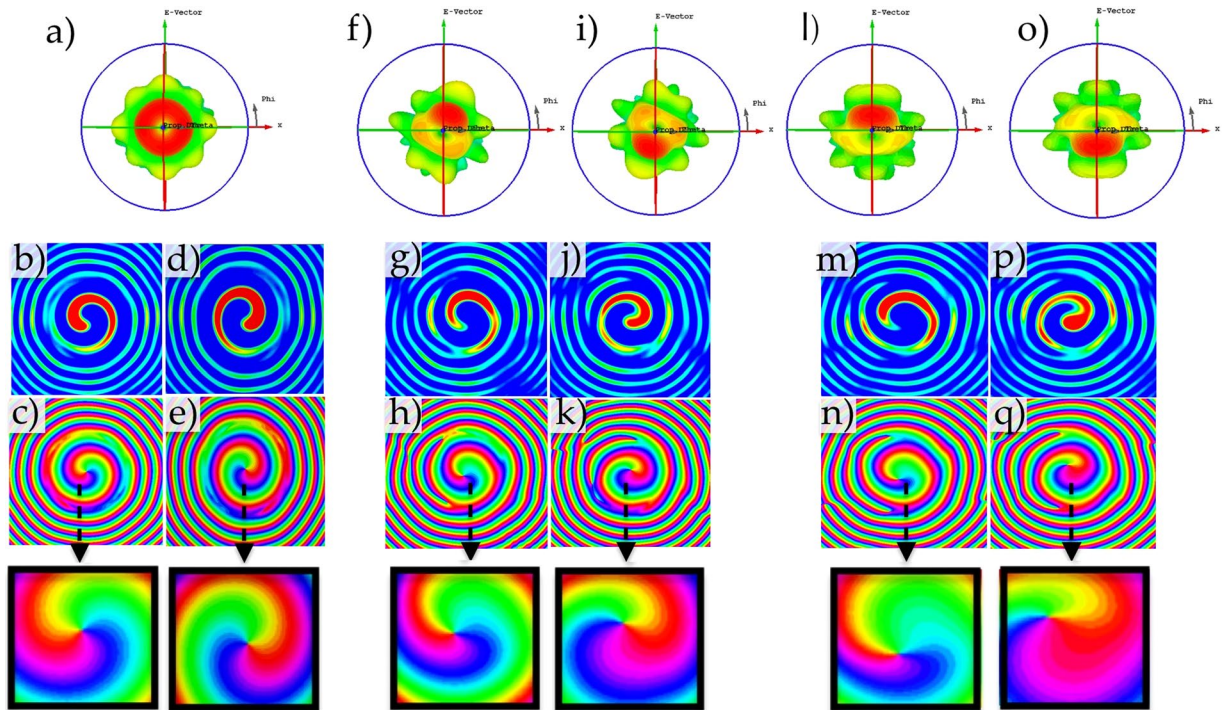 E-Vector
a)
Phi
x
E-Vector
f)
Phi
x
E-Vector
i)
Phi
x
E-Vector
l)
Phi
x
E-Vector
o)
Phi
x
b) d) g) j) m) p)
c) e) h) k) n) q)